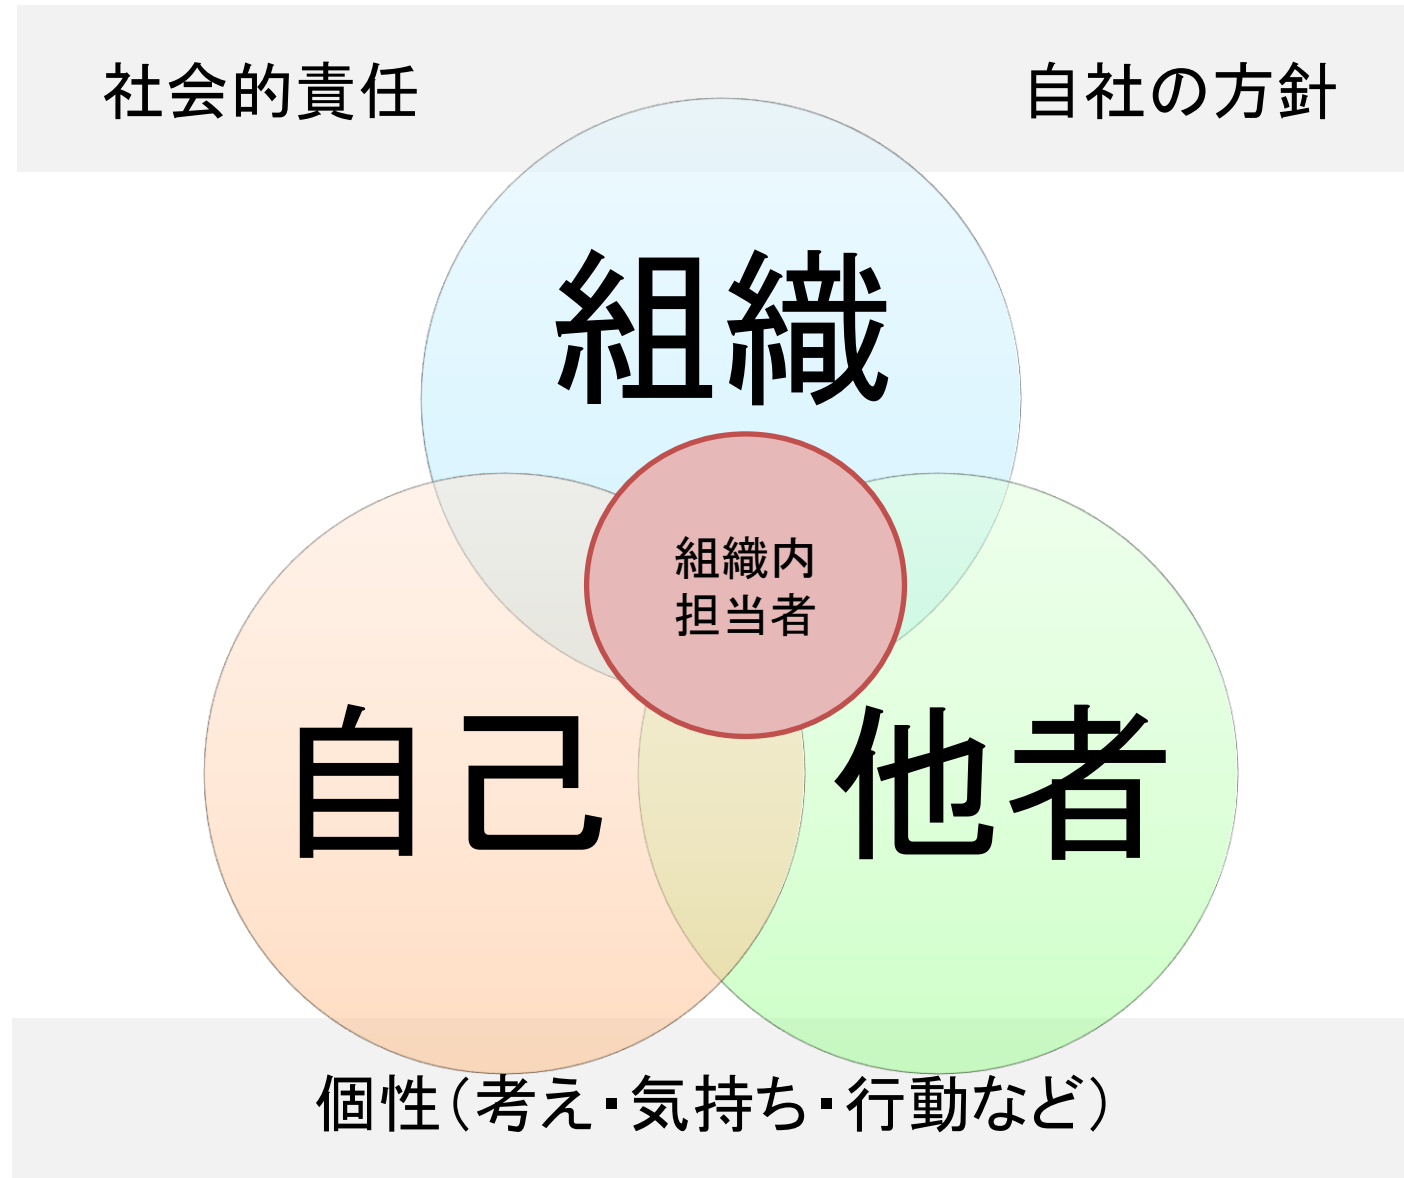 社会的責任
自社の方針
組織
組織内
担当者
自己
他者
個性(考え・気持ち・行動など)